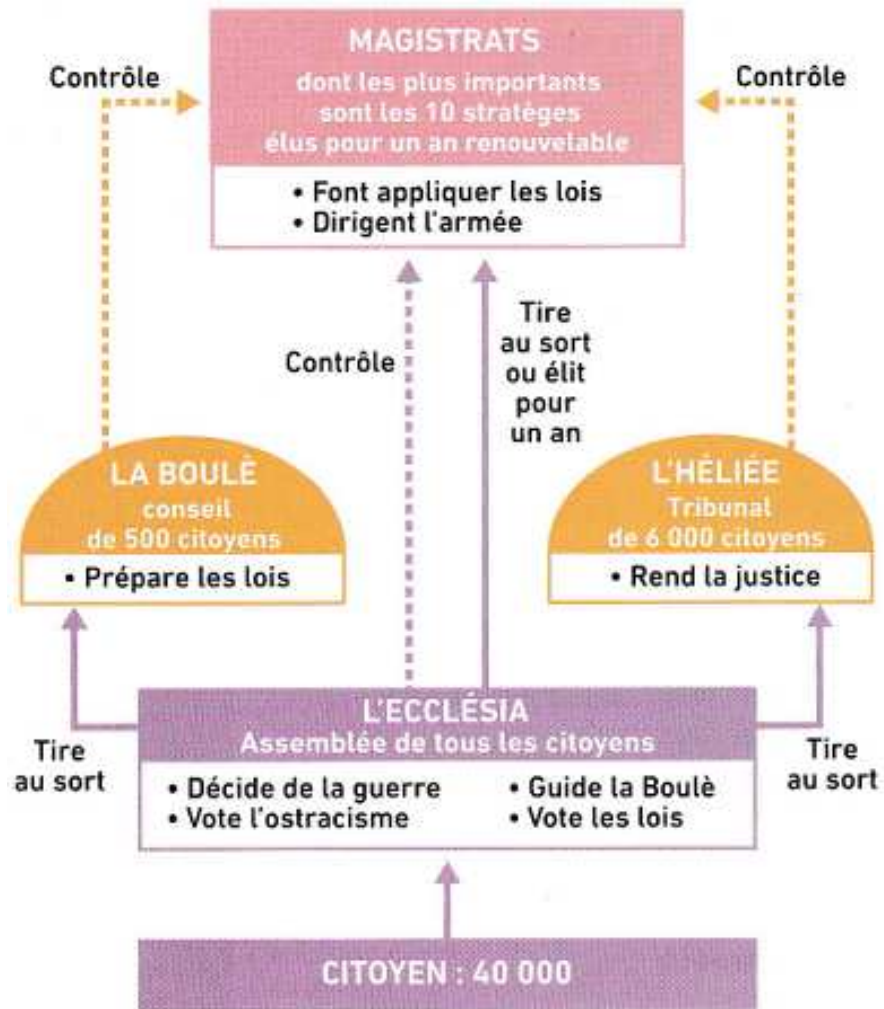 MAGISTRATS
dont les plus importants
sont les 10 stratèges
élus pour un an renouvelable
• Font appliquer les lois
• Dirigent l'armée
Contrôle
Contrôle
Contrôle
Tire
au sort
ou élit
pour
un an
LA BOULÈ
conseil
de 500 citoyens
• Prépare les lois
L'HÉLIÉE
Tribunal
de 6 000 citoyens
• Rend la justice
L'ECCLÉSIA
Assemblée de tous les citoyens
• Décide de la guerre
• Vote l'ostracisme
• Guide la Boulè
• Vote les lois
Tire
au sort
Tire
au sort
CITOYEN : 40 000